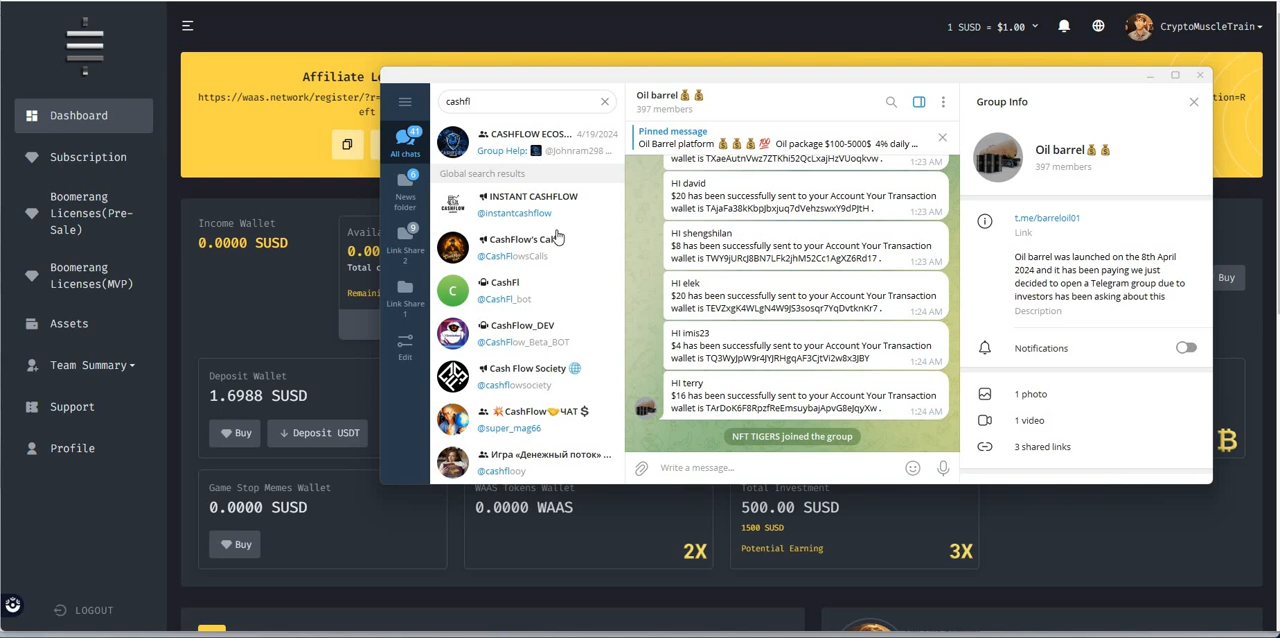 1 SUSD = $1.00
CryptoMuscleTrain
Dashboard
Subscription
Boomerang
Licenses(Pre-
Sale)
Boomerang
Licenses(MVP)
Assets
Team Summary
Support
Profile
LOGOUT
Affiliate
https://waas.network/register/?r=
eft
tion=R
Income Wallet
0.0000 SUSD
Total
Buy
Deposit Wallet
1.6988 SUSD
Buy
Deposit USDT
Game Stop Memes Wallet
0.0000 SUSD
Buy
WAAS Tokens Wallet
0.0000 WAAS
2X
Total Investment
500.00 SUSD
1500 SUSD
Potential Earning
3X
41
All chats
6
News
folder
9
Link Share
2
Link Share
1
Edit
cashfl
CASHFLOW ECOS... 4/19/2024
Group Help: @Johnram298 ...
Global search results
INSTANT CASHFLOW
@instantcashflow
CashFlow's Cal
@CashFlowsCalls
C
CashFl
@CashFl_bot
CashFlow_DEV
@CashFlow_Beta_BOT
Cash Flow Society 🌐
@cashflowsociety
💥CashFlow🤝ЧАТ $
@super_mag66
Игра «Денежный поток» ...
@cashflooy
Oil barrel💰💰
397 members
Pinned message
Oil Barrel platform 💰💰💰💯 Oil package $100-5000$ 4% daily ...
1:23 AM
HI david
$20 has been successfully sent to your Account Your Transaction
wallet is TAjaFa38kKbpJbxjuq7dVehzswxY9dPJtH .
1:23 AM
HI shengshilan
$8 has been successfully sent to your Account Your Transaction
wallet is TWY9jURcJ8BN7LFk2jhM52Cc1AgXZ6Rd17 .
1:23 AM
HI elek
$20 has been successfully sent to your Account Your Transaction
wallet is TEVZxgK4WLgN4W9JS3sosqr7YqDvtknKr7 .
1:24 AM
HI imis23
$4 has been successfully sent to your Account Your Transaction
wallet is TQ3WyJpW9r4JYJRHgqAF3CjtVi2w8x3JBY
1:24 AM
HI terry
$16 has been successfully sent to your Account Your Transaction
wallet is TArDoK6F8RpzfReEmsuybajApvG8eJqyXw .
1:24 AM
NFT TIGERS joined the group
Write a message...
Group Info
Oil barrel💰💰
397 members
t.me/barreloil01
Link
Oil barrel was launched on the 8th April
2024 and it has been paying we just
decided to open a Telegram group due to
investors has been asking about this
Description
Notifications
1 photo
1 video
3 shared links